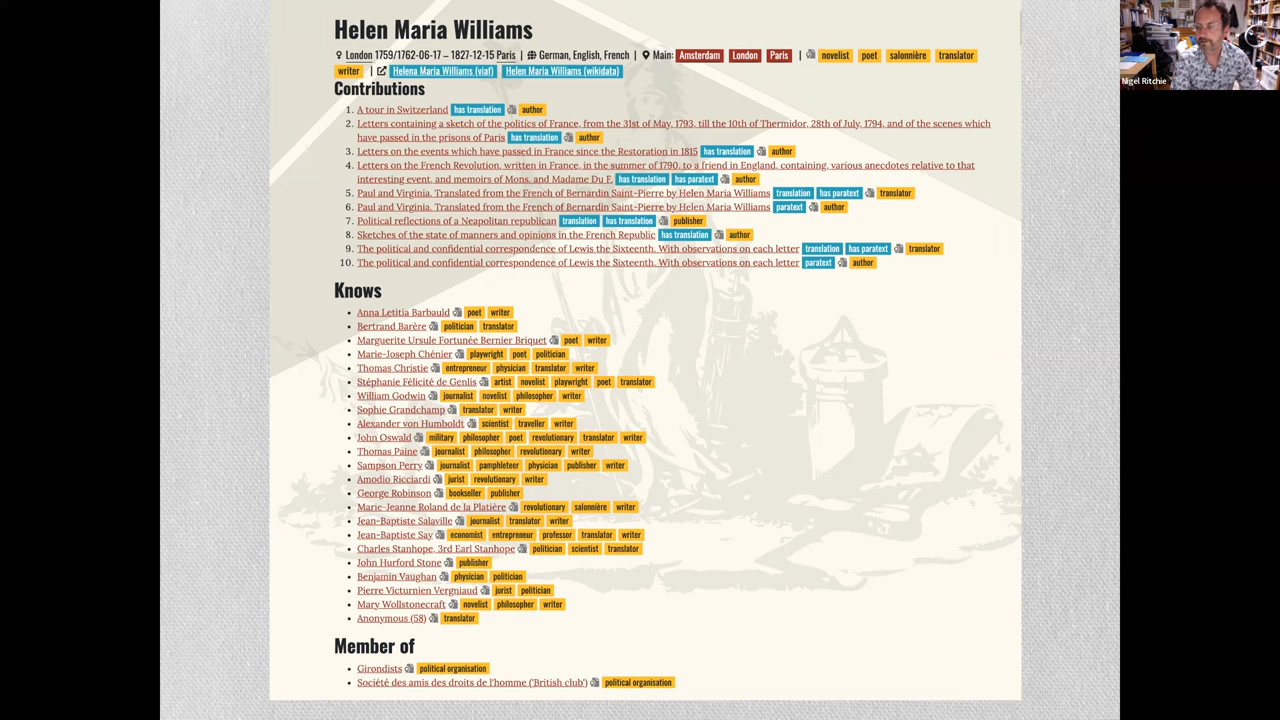 Helen Maria Williams
London 1759/1762-06-17 – 1827-12-15 Paris | German, English, French | Main: Amsterdam London Paris | novelist poet salonnière translator
writer | Helena Maria Williams (viaf) Helen Maria Williams (wikidata)
Contributions
1. A tour in Switzerland has translation author
2. Letters containing a sketch of the politics of France, from the 31st of May, 1793, till the 10th of Thermidor, 28th of July, 1794, and of the scenes which
have passed in the prisons of Paris has translation author
3. Letters on the events which have passed in France since the Restoration in 1815 has translation author
4. Letters on the French Revolution, written in France, in the summer of 1790, to a friend in England, containing, various anecdotes relative to that
interesting event, and memoirs of Mons. and Madame Du F. has translation has paratext author
5. Paul and Virginia. Translated from the French of Bernardin Saint-Pierre by Helen Maria Williams translation has paratext translator
6. Paul and Virginia. Translated from the French of Bernardin Saint-Pierre by Helen Maria Williams paratext author
7. Political reflections of a Neapolitan republican translation has translation publisher
8. Sketches of the state of manners and opinions in the French Republic has translation author
9. The political and confidential correspondence of Lewis the Sixteenth. With observations on each letter translation has paratext translator
10. The political and confidential correspondence of Lewis the Sixteenth. With observations on each letter paratext author
Knows
Anna Letitia Barbauld poet writer
Bertrand Barère politician translator
Marguerite Ursule Fortunée Bernier Briquet poet writer
Marie-Joseph Chénier playwright poet politician
Thomas Christie entrepreneur physician translator writer
Stéphanie Félicité de Genlis artist novelist playwright poet translator
William Godwin journalist novelist philosopher writer
Sophie Grandchamp translator writer
Alexander von Humboldt scientist traveller writer
John Oswald military philosopher poet revolutionary translator writer
Thomas Paine journalist philosopher revolutionary writer
Sampson Perry journalist pamphleteer physician publisher writer
Amodio Ricciardi jurist revolutionary writer
George Robinson bookseller publisher
Marie-Jeanne Roland de la Platière revolutionary salonnière writer
Jean-Baptiste Salaville journalist translator writer
Jean-Baptiste Say economist entrepreneur professor translator writer
Charles Stanhope, 3rd Earl Stanhope politician scientist translator
John Hurford Stone publisher
Benjamin Vaughan physician politician
Pierre Victurnien Vergniaud jurist politician
Mary Wollstonecraft novelist philosopher writer
Anonymous (58) translator
Member of
Girondists political organisation
Société des amis des droits de l'homme ('British club') political organisation
Nigel Ritchie